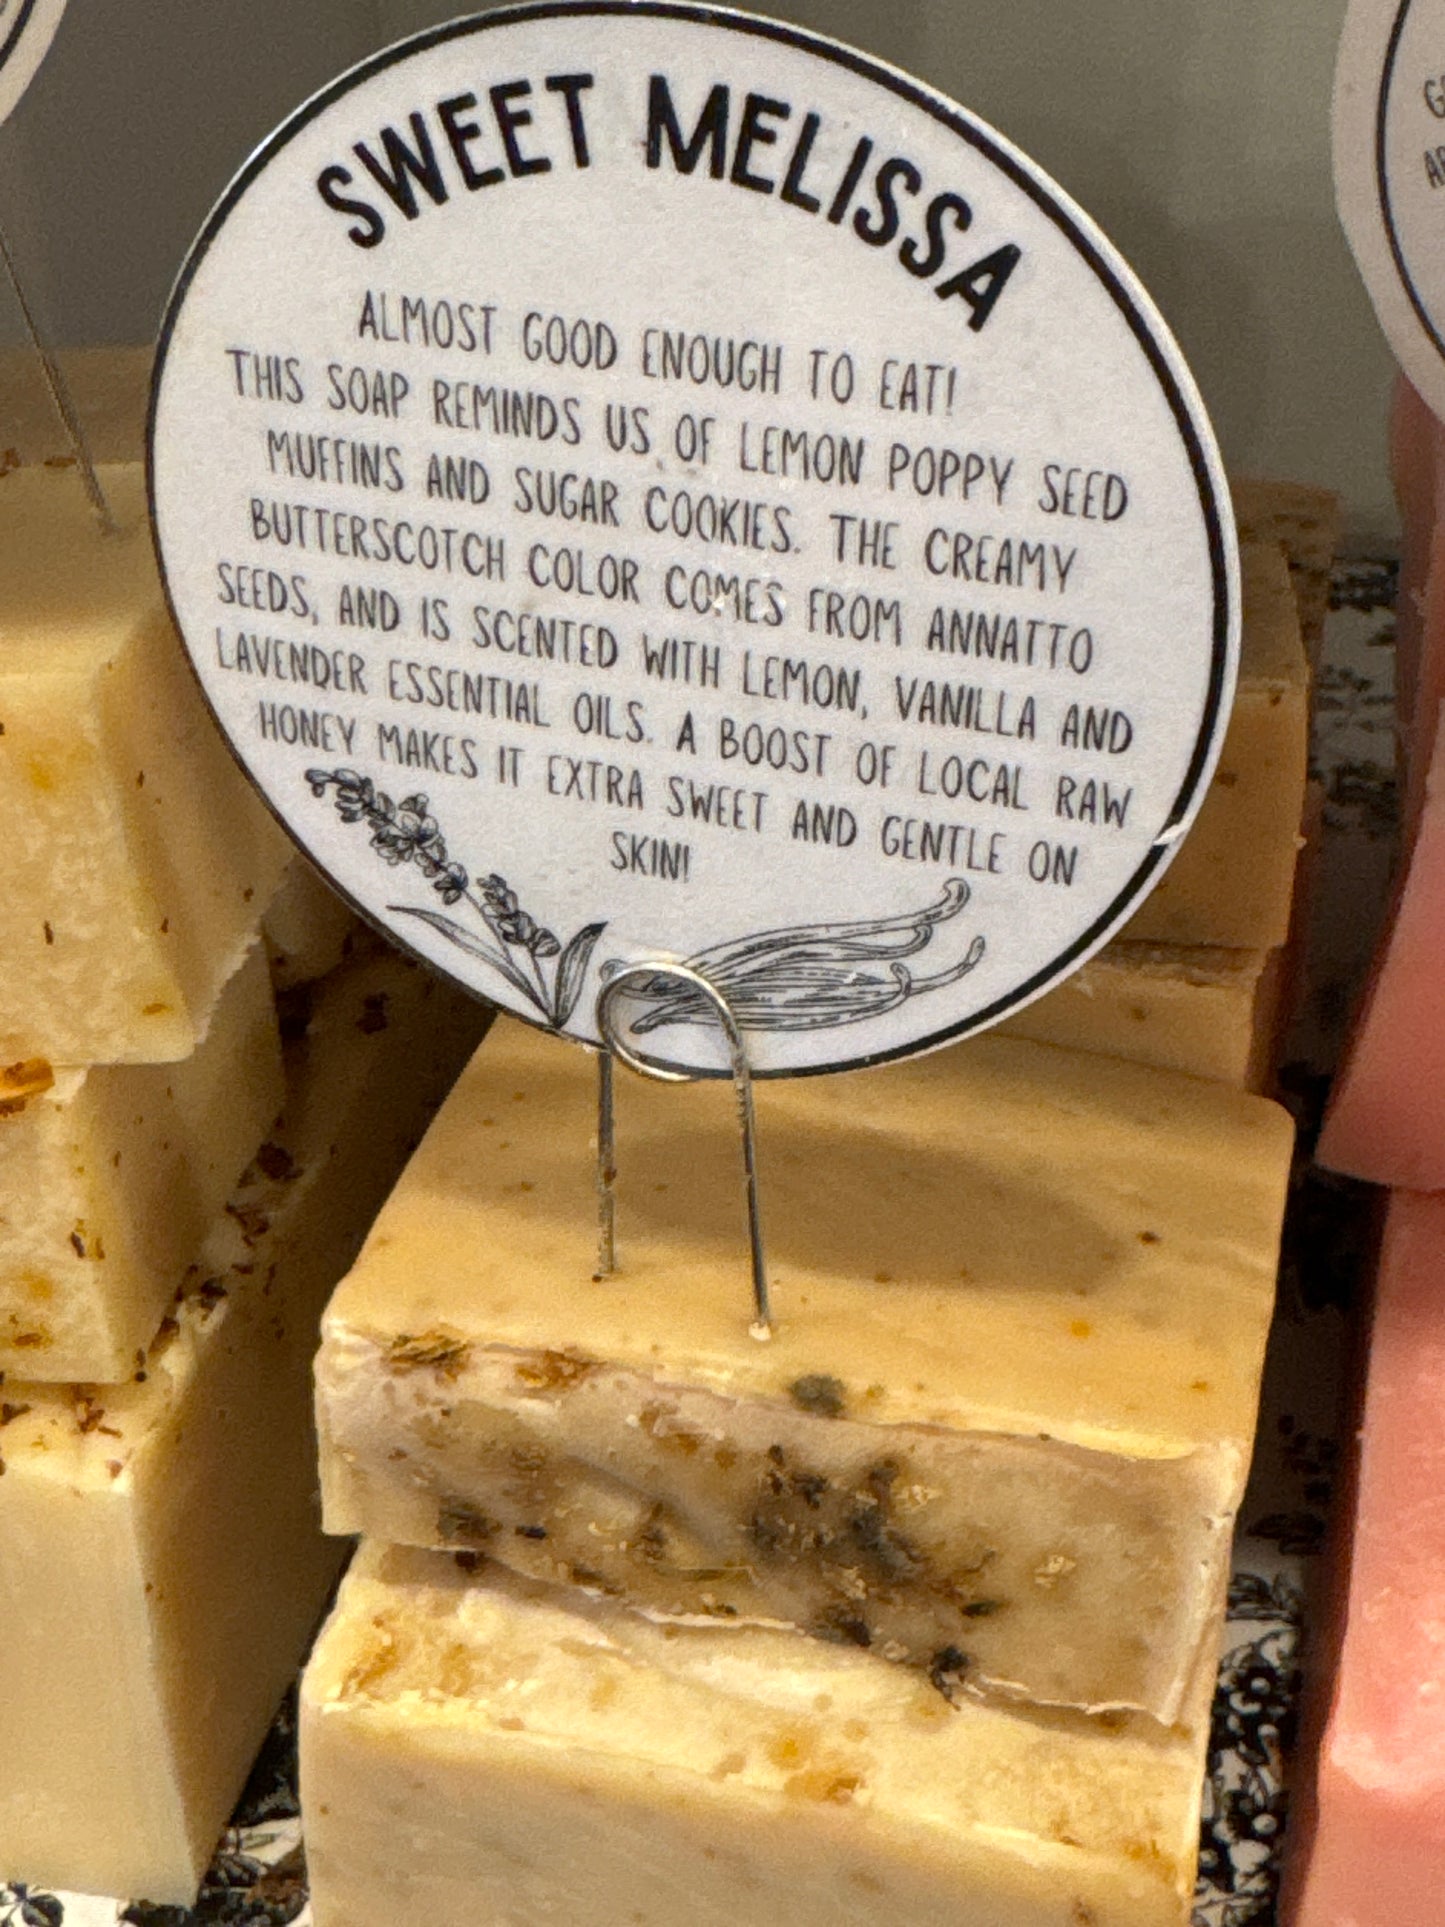 SWEET MELISSA
ALMOST GOOD ENOUGH TO EAT!
THIS SOAP REMINDS US OF LEMON POPPY SEED
MUFFINS AND SUGAR COOKIES. THE CREAMY
BUTTERSCOTCH COLOR COMES FROM ANNATTO
SEEDS, AND IS SCENTED WITH LEMON, VANILLA AND
LAVENDER ESSENTIAL OILS. A BOOST OF LOCAL RAW
HONEY MAKES IT EXTRA SWEET AND GENTLE ON
SKIN!